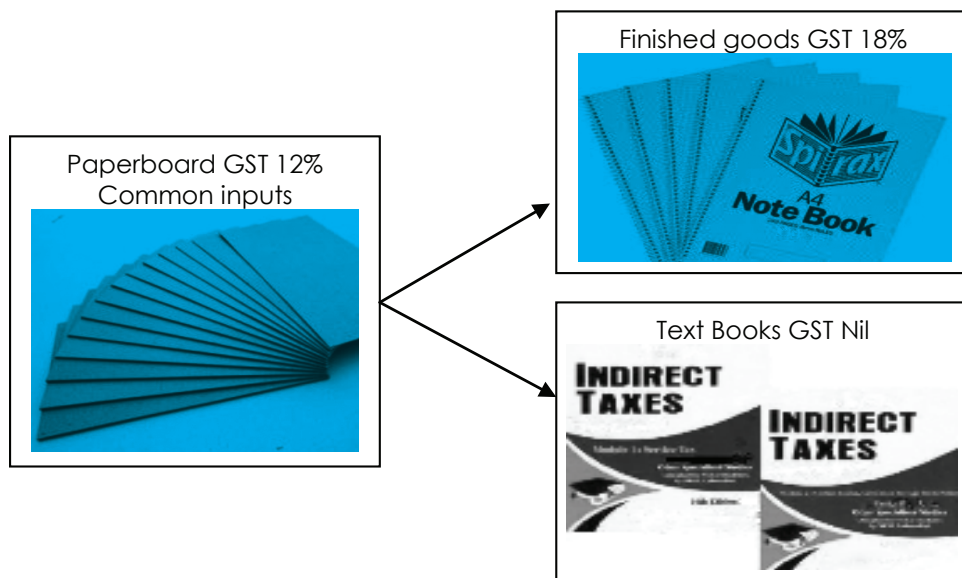 Finished goods GST 18%
Spirax
A4
Note Book
Paperboard GST 12%
Common inputs
Text Books GST Nil
INDIRECT
TAXES
INDIRECT
TAXES